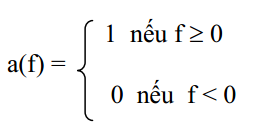 1 nếu f ≥ 0
a(f) =
0 nếu f < 0